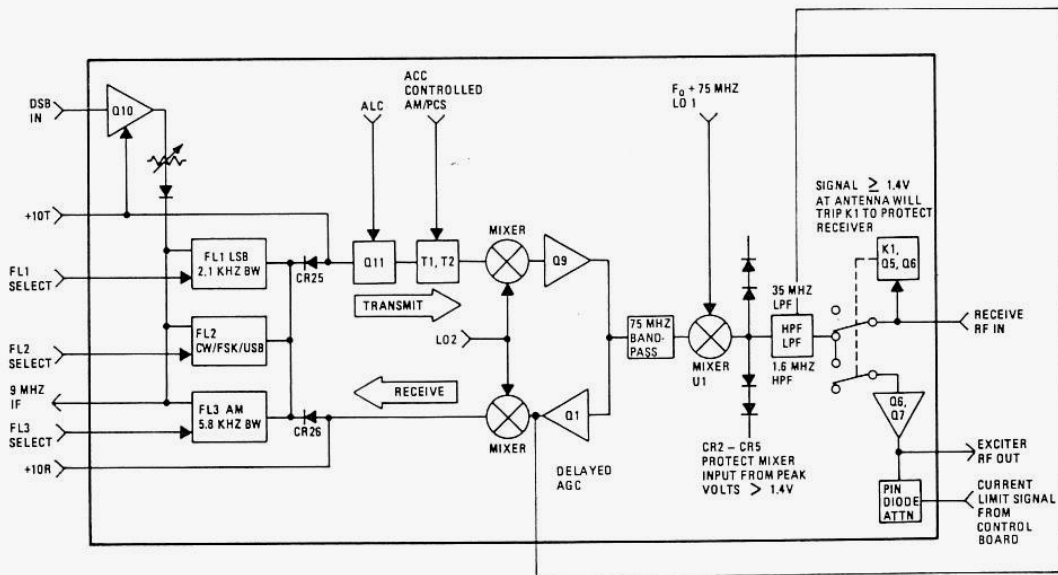 DSB
IN
Q10
ALC
ACC
CONTROLLED
AM/PCS
F₀ + 75 MHZ
LO 1
SIGNAL ≥ 1.4V
AT ANTENNA WILL
TRIP K1 TO PROTECT
RECEIVER
+10T
MIXER
FL1 LSB
2.1 KHZ BW
CR25
Q11
T1, T2
Q9
K1,
Q5, Q6
FL1
SELECT
TRANSMIT
35 MHZ
LPF
HPF
LPF
1.6 MHZ
HPF
RECEIVE
RF IN
FL2
CW/FSK/USB
LO2
75 MHZ
BAND-
PASS
MIXER
U1
FL2
SELECT
9 MHZ
IF
RECEIVE
FL3 AM
5.8 KHZ BW
CR26
MIXER
Q1
Q6,
Q7
FL3
SELECT
+10R
DELAYED
AGC
CR2 – CR5
PROTECT MIXER
INPUT FROM PEAK
VOLTS > 1.4V
EXCITER
RF OUT
PIN
DIODE
ATTN
CURRENT
LIMIT SIGNAL
FROM
CONTROL
BOARD